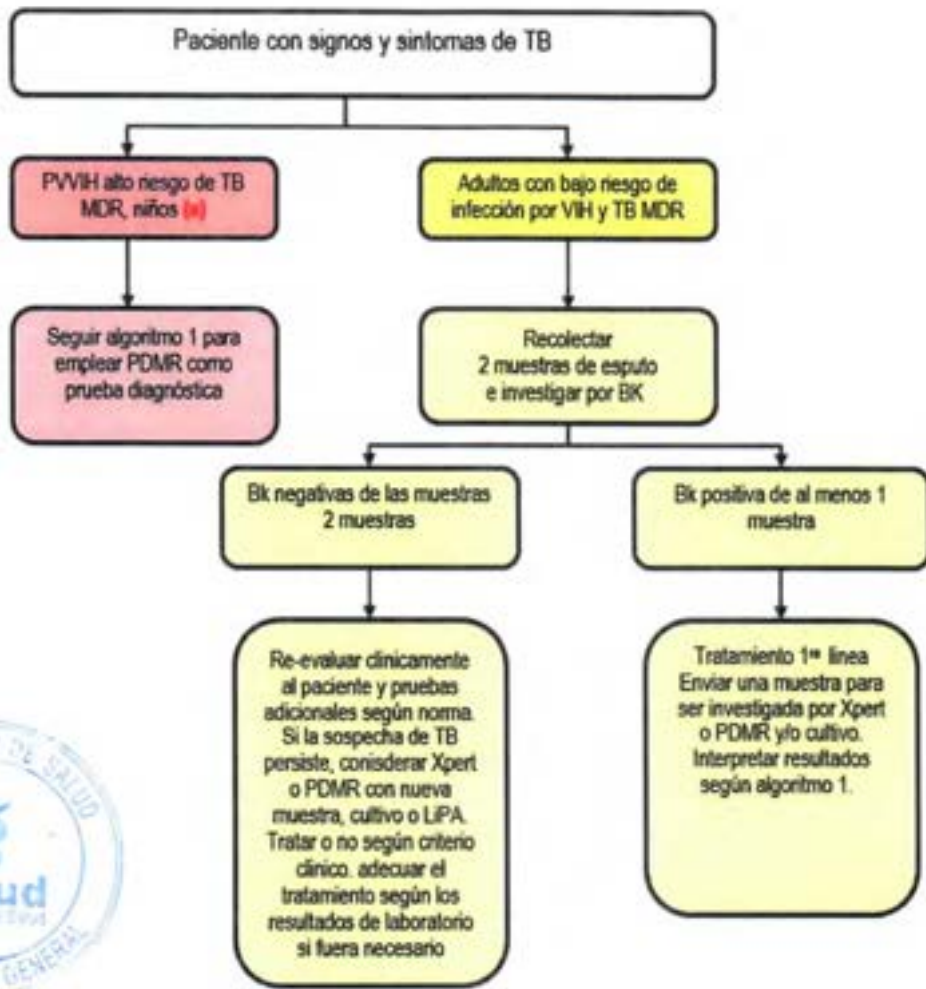 Paciente con signos y sintomas de TB
PVVIH alto riesgo de TB
MDR, niños (a)
Adultos con bajo riesgo de
infección por VIH y TB MDR
Seguir algoritmo 1 para
emplear PDMR como
prueba diagnóstica
Recolectar
2 muestras de esputo
e investigar por BK
Bk negativas de las muestras
2 muestras
Bk positiva de al menos 1
muestra
Re-evaluar clínicamente
al paciente y pruebas
adicionales según norma.
Si la sospecha de TB
persiste, conisderar Xpert
o PDMR con nueva
muestra, cultivo o LiPA.
Tratar o no según criterio
clínico. adecuar el
tratamiento según los
resultados de laboratorio
si fuera necesario
Tratamiento 1ra línea
Enviar una muestra para
ser investigada por Xpert
o PDMR y/o cultivo.
Interpretar resultados
según algoritmo 1.
DE SALUD
ud
GENERAL